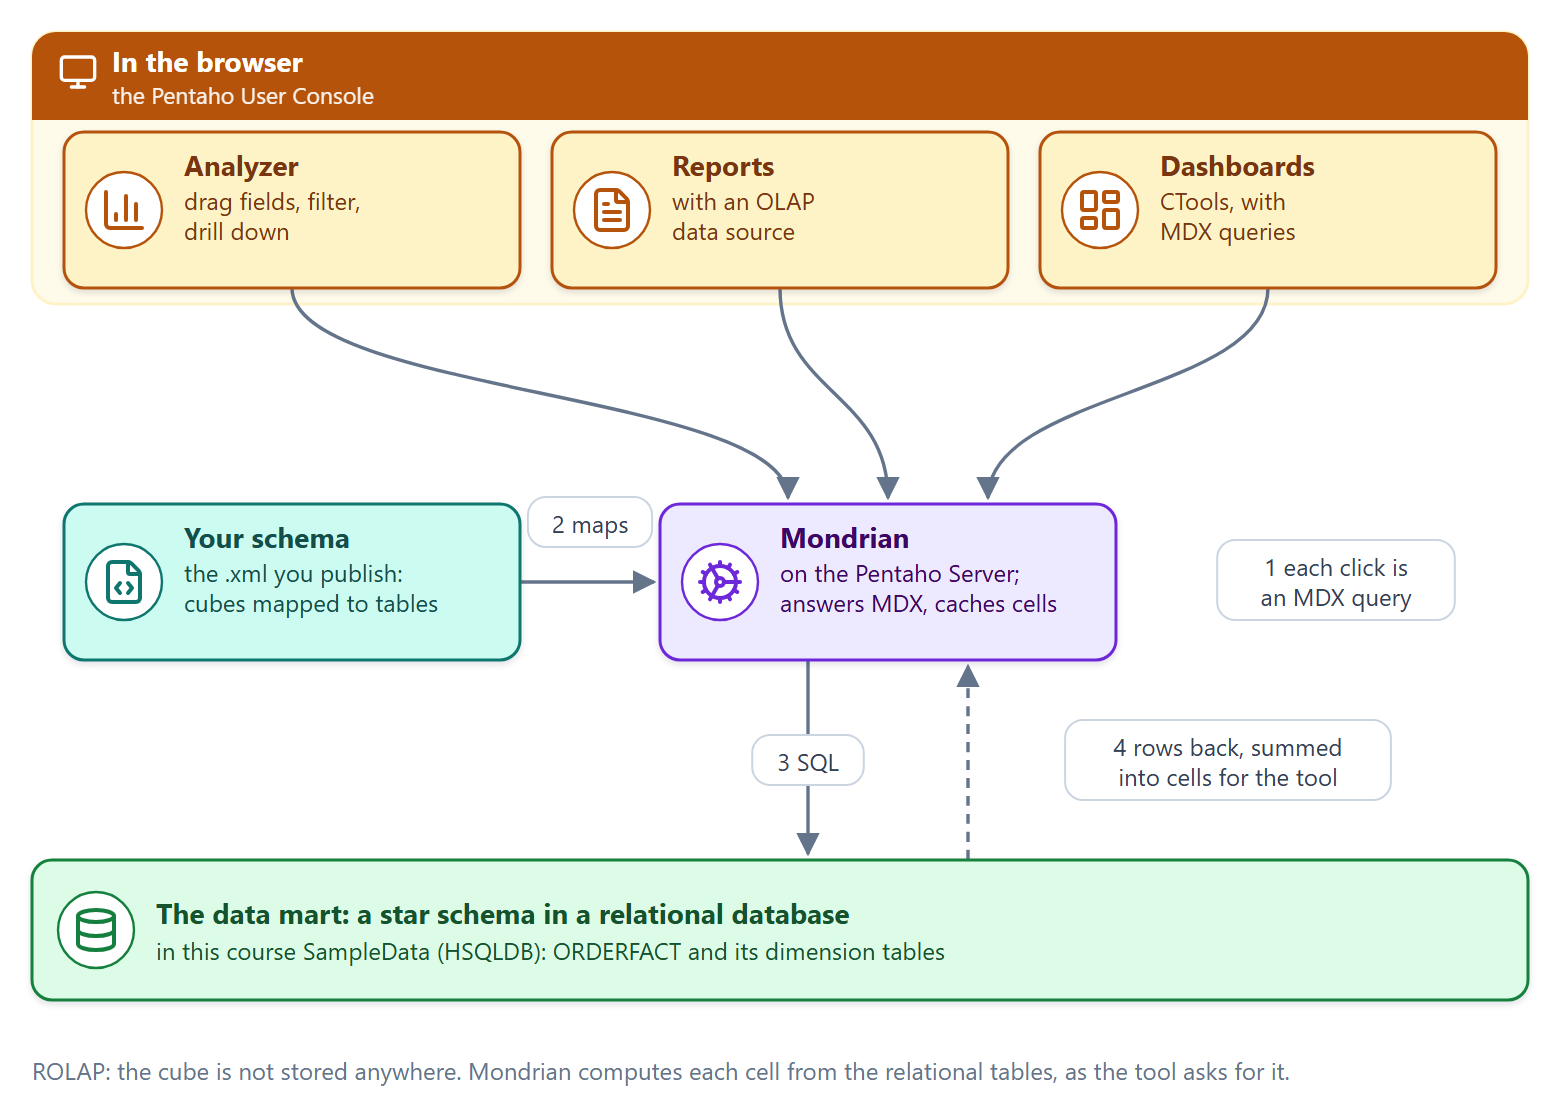 In the browser
the Pentaho User Console
Analyzer
drag fields, filter,
drill down
Reports
with an OLAP
data source
Dashboards
CTools, with
MDX queries
Your schema
the .xml you publish:
cubes mapped to tables
2 maps
Mondrian
on the Pentaho Server;
answers MDX, caches cells
1 each click is
an MDX query
3 SQL
4 rows back, summed
into cells for the tool
The data mart: a star schema in a relational database
in this course SampleData (HSQLDB): ORDERFACT and its dimension tables
ROLAP: the cube is not stored anywhere. Mondrian computes each cell from the relational tables, as the tool asks for it.